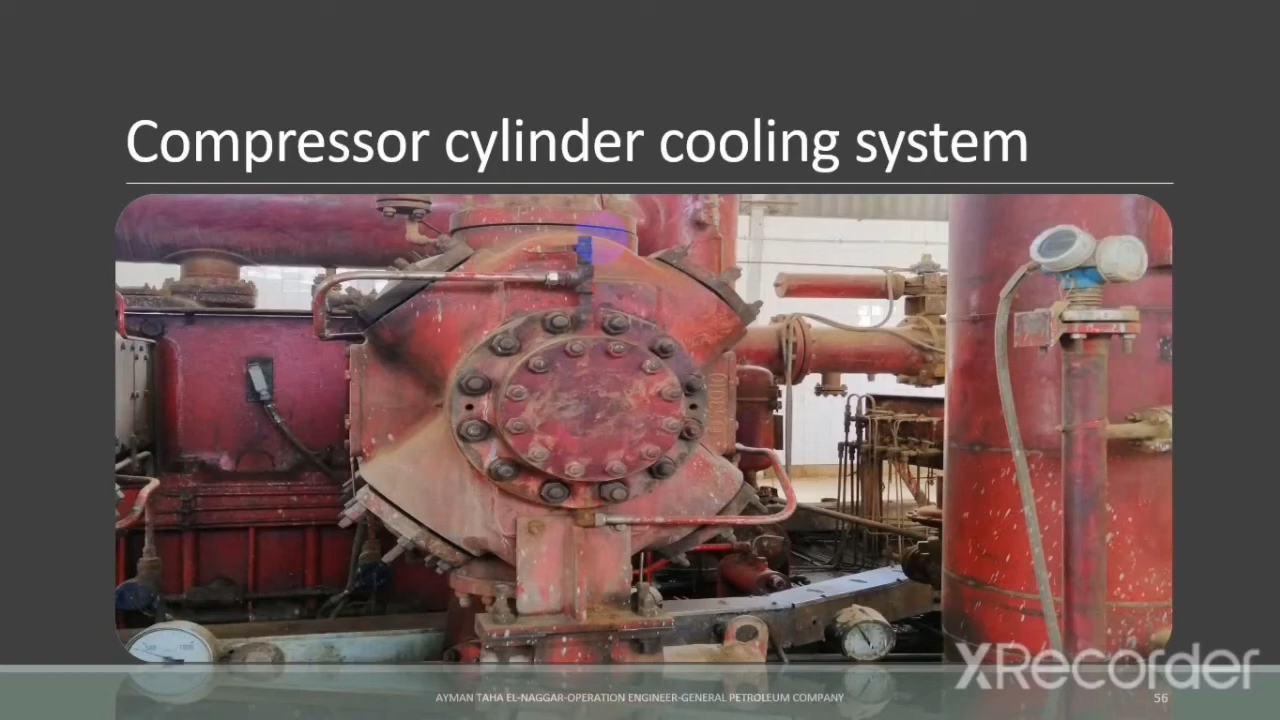 Compressor cylinder cooling system
XRecorder
AYMAN TAHA EL-NAGGAR-OPERATION ENGINEER-GENERAL PETROLEUM COMPANY
56